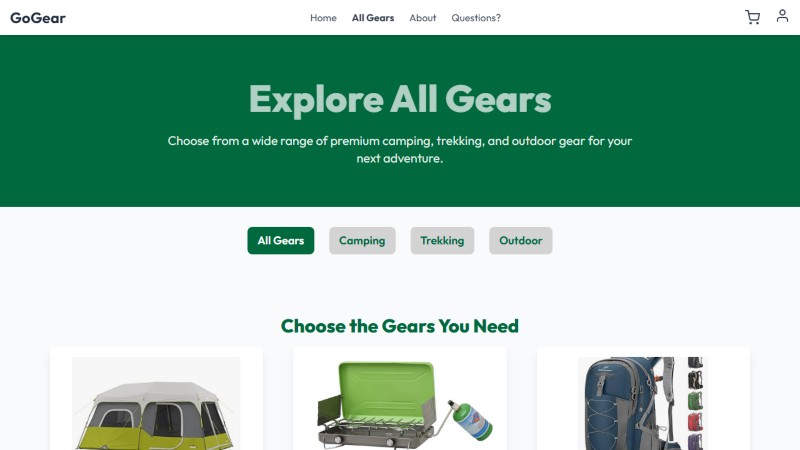 GoGear
Home
All Gears
About
Questions?
Explore All Gears
Choose from a wide range of premium camping, trekking, and outdoor gear for your
next adventure.
All Gears
Camping
Trekking
Outdoor
Choose the Gears You Need